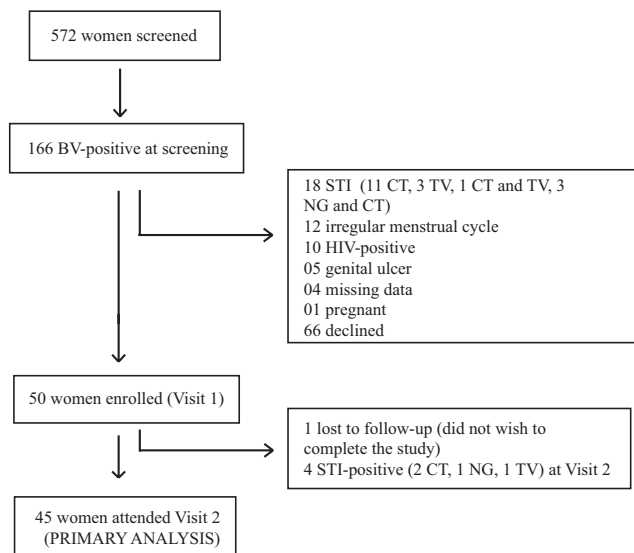 572 women screened
166 BV-positive at screening
18 STI (11 CT, 3 TV, 1 CT and TV, 3
NG and CT)
12 irregular menstrual cycle
10 HIV-positive
05 genital ulcer
04 missing data
01 pregnant
66 declined
50 women enrolled (Visit 1)
1 lost to follow-up (did not wish to
complete the study)
4 STI-positive (2 CT, 1 NG, 1 TV) at Visit 2
45 women attended Visit 2
(PRIMARY ANALYSIS)